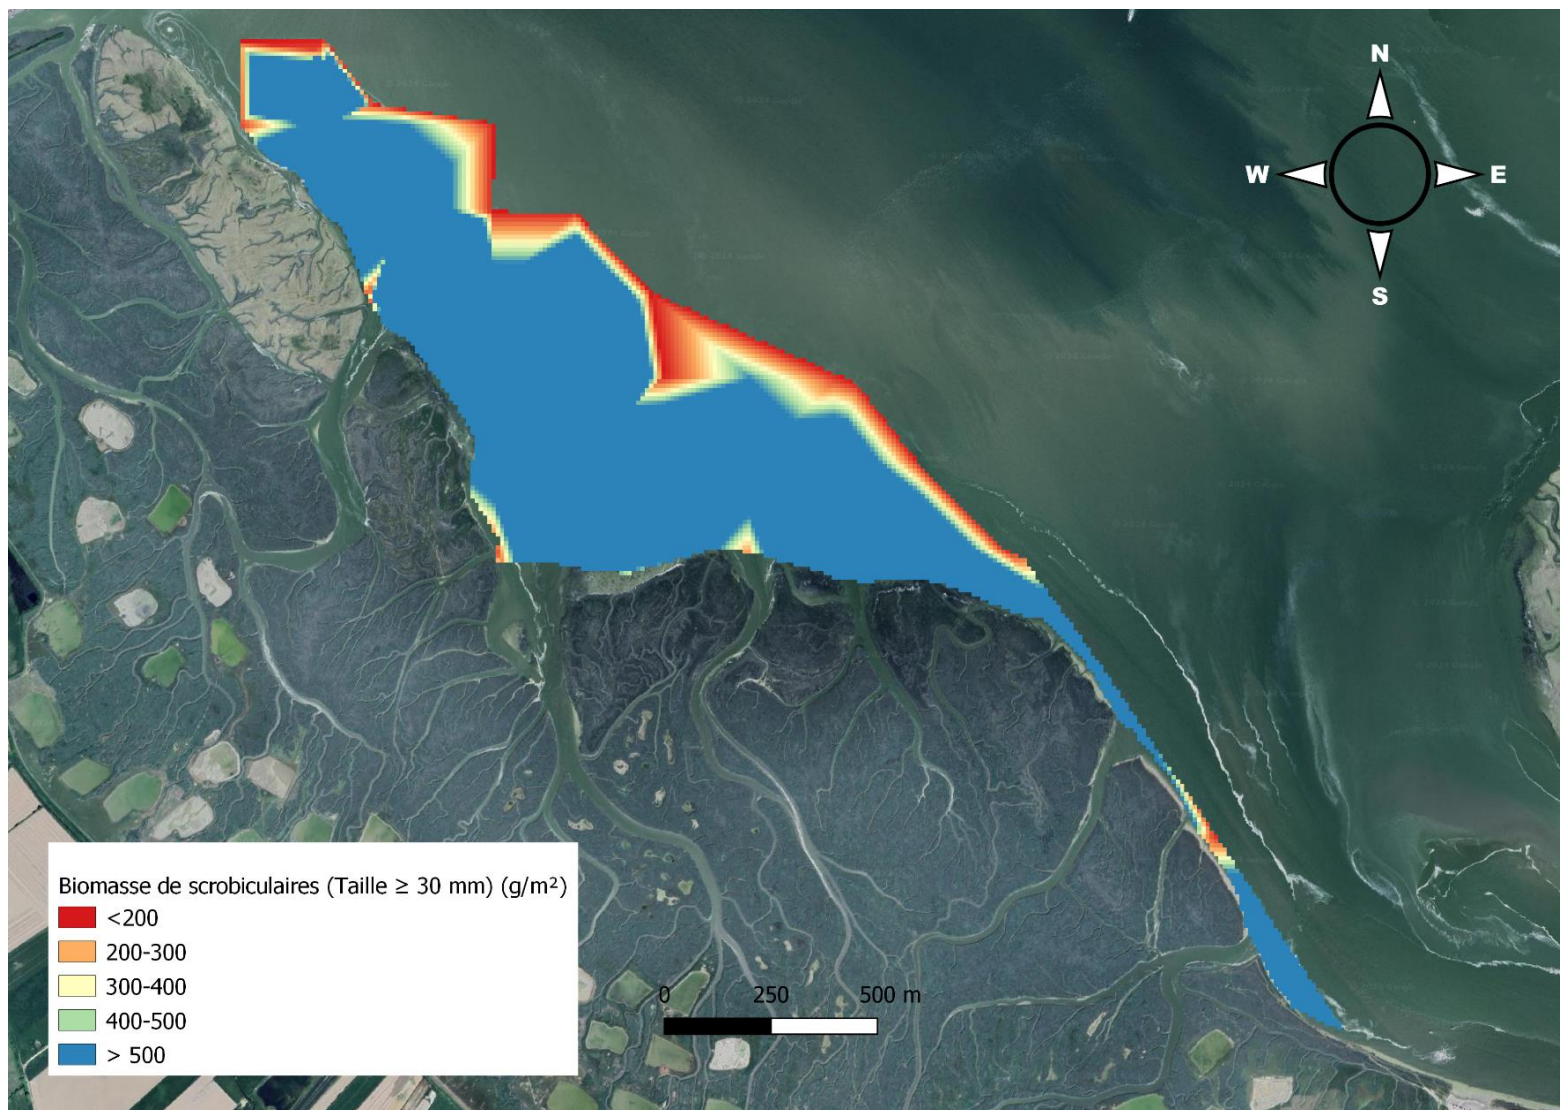 N
W E
S
Biomasse de scrobiculaires (Taille ≥ 30 mm) (g/m²)
<200
200-300
300-400
400-500
> 500
0 250 500 m